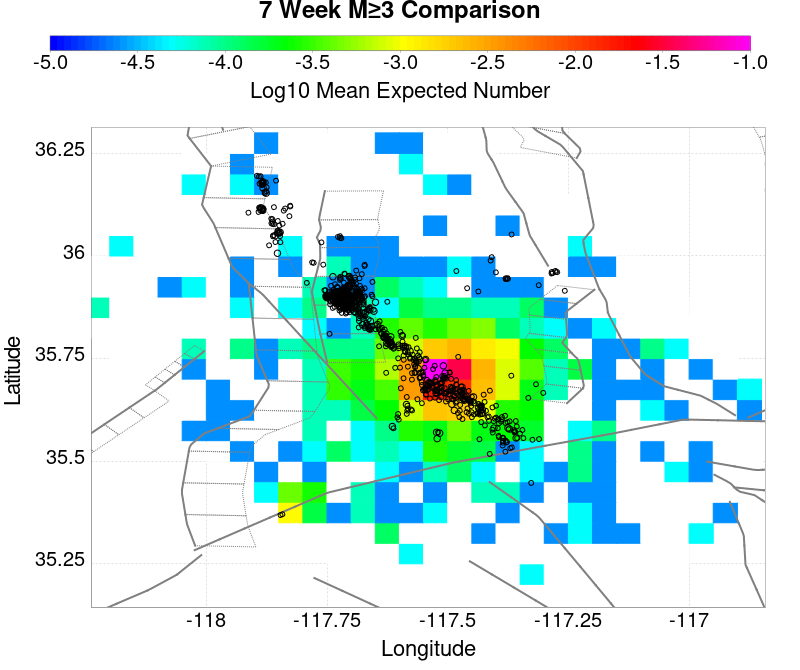 7 Week M≥3 Comparison
-5.0 -4.5 -4.0 -3.5 -3.0 -2.5 -2.0 -1.5 -1.0
Log10 Mean Expected Number
36.25
36
35.75
35.5
35.25
Latitude
-118 -117.75 -117.5 -117.25 -117
Longitude